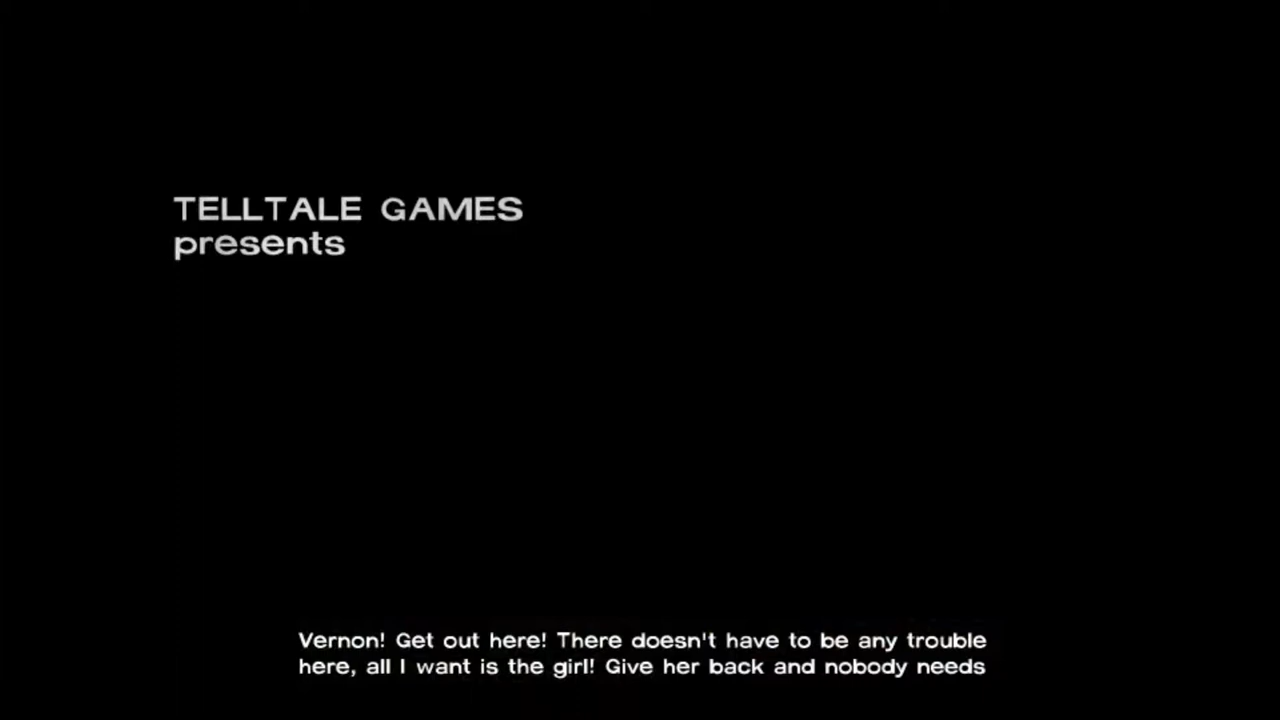 TELLTALE GAMES
presents
Vernon! Get out here! There doesn't have to be any trouble
here, all I want is the girl! Give her back and nobody needs